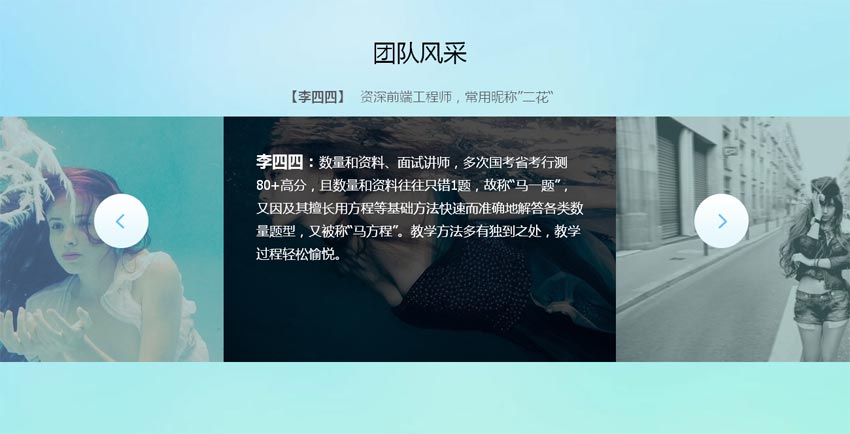 团队风采
【李四四】 资深前端工程师，常用昵称“二花“
李四四：数量和资料、面试讲师，多次国考省考行测
80+高分，且数量和资料往往只错1题，故称“马一题”，
又因及其擅长用方程等基础方法快速而准确地解答各类数
量题型，又被称“马方程”。教学方法多有独到之处，教学
过程轻松愉悦。